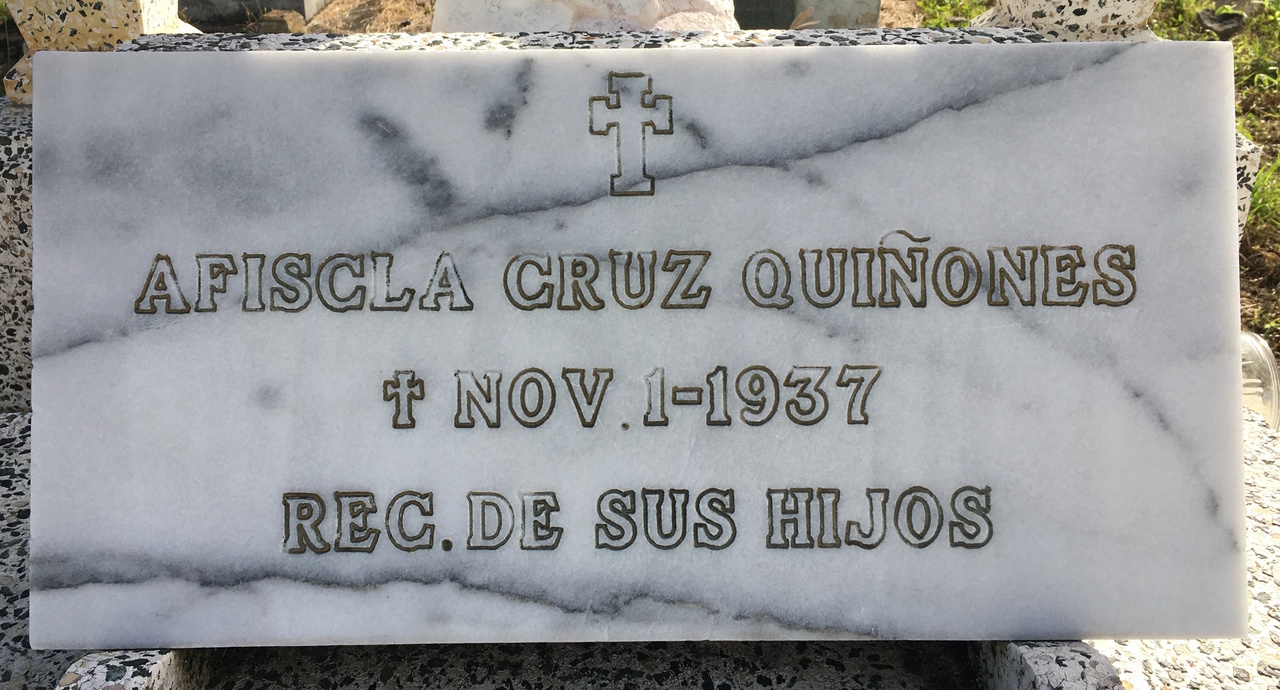 AFISCLA CRUZ QUIÑONES
✝ NOV. 1-1937
REC. DE SUS HIJOS